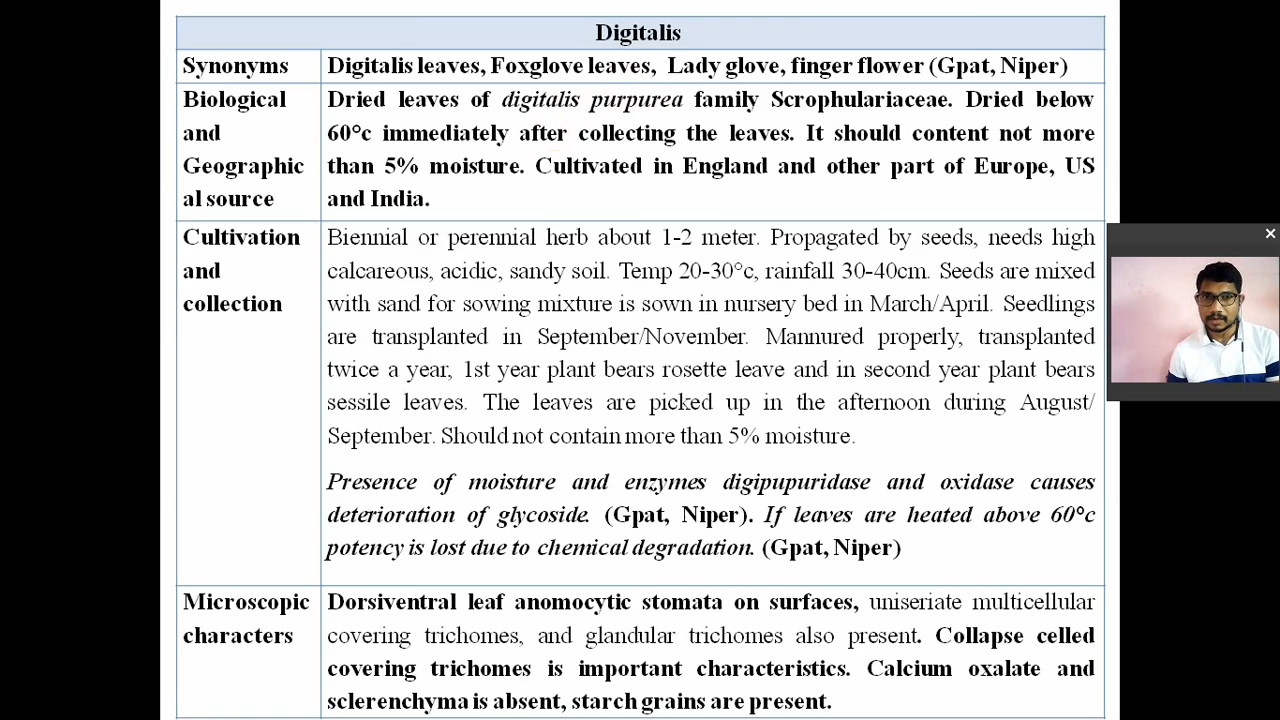 Digitalis
Synonyms
Digitalis leaves, Foxglove leaves, Lady glove, finger flower (Gpat, Niper)
Biological
and
Geographic
al source
Dried leaves of digitalis purpurea family Scrophulariaceae. Dried below
60°c immediately after collecting the leaves. It should content not more
than 5% moisture. Cultivated in England and other part of Europe, US
and India.
Cultivation
and
collection
Biennial or perennial herb about 1-2 meter. Propagated by seeds, needs high
calcareous, acidic, sandy soil. Temp 20-30°c, rainfall 30-40cm. Seeds are mixed
with sand for sowing mixture is sown in nursery bed in March/April. Seedlings
are transplanted in September/November. Mannured properly, transplanted
twice a year, 1st year plant bears rosette leave and in second year plant bears
sessile leaves. The leaves are picked up in the afternoon during August/
September. Should not contain more than 5% moisture.
Presence of moisture and enzymes digipupuridase and oxidase causes
deterioration of glycoside. (Gpat, Niper). If leaves are heated above 60°c
potency is lost due to chemical degradation. (Gpat, Niper)
Microscopic
characters
Dorsiventral leaf anomocytic stomata on surfaces, uniseriate multicellular
covering trichomes, and glandular trichomes also present. Collapse celled
covering trichomes is important characteristics. Calcium oxalate and
sclerenchyma is absent, starch grains are present.